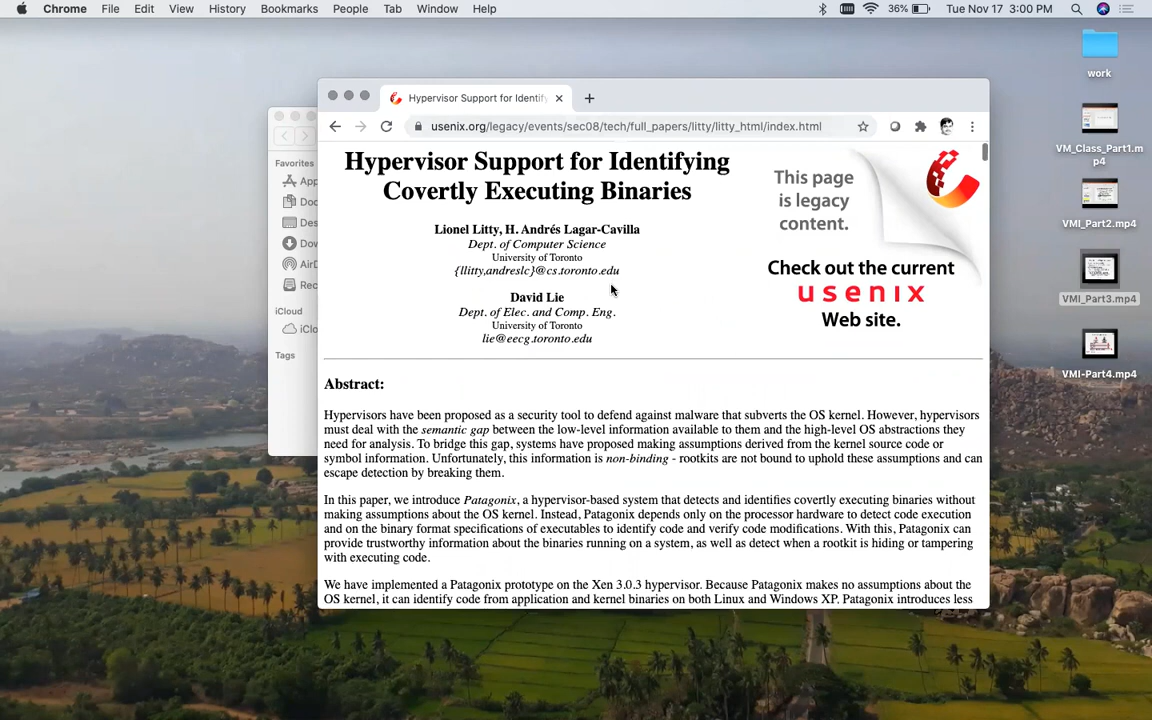 Chrome File Edit View History Bookmarks People Tab Window Help 36% Tue Nov 17 3:00 PM
work
VM_Class_Part1.m
p4
VMI_Part2.mp4
VMI_Part3.mp4
VMI-Part4.mp4
Favorites
App
Doc
Des
Dov
AirD
Rec
iCloud
iClo
Tags
Hypervisor Support for Identify
usenix.org/legacy/events/sec08/tech/full_papers/litty/litty_html/index.html
Hypervisor Support for Identifying
Covertly Executing Binaries
Lionel Litty, H. Andrés Lagar-Cavilla
Dept. of Computer Science
University of Toronto
{llitty,andreslc}@cs.toronto.edu
David Lie
Dept. of Elec. and Comp. Eng.
University of Toronto
lie@eecg.toronto.edu
This page
is legacy
content.
Check out the current
usenix
Web site.
Abstract:
Hypervisors have been proposed as a security tool to defend against malware that subverts the OS kernel. However, hypervisors
must deal with the semantic gap between the low-level information available to them and the high-level OS abstractions they
need for analysis. To bridge this gap, systems have proposed making assumptions derived from the kernel source code or
symbol information. Unfortunately, this information is non-binding - rootkits are not bound to uphold these assumptions and can
escape detection by breaking them.
In this paper, we introduce Patagonix, a hypervisor-based system that detects and identifies covertly executing binaries without
making assumptions about the OS kernel. Instead, Patagonix depends only on the processor hardware to detect code execution
and on the binary format specifications of executables to identify code and verify code modifications. With this, Patagonix can
provide trustworthy information about the binaries running on a system, as well as detect when a rootkit is hiding or tampering
with executing code.
We have implemented a Patagonix prototype on the Xen 3.0.3 hypervisor. Because Patagonix makes no assumptions about the
OS kernel, it can identify code from application and kernel binaries on both Linux and Windows XP. Patagonix introduces less